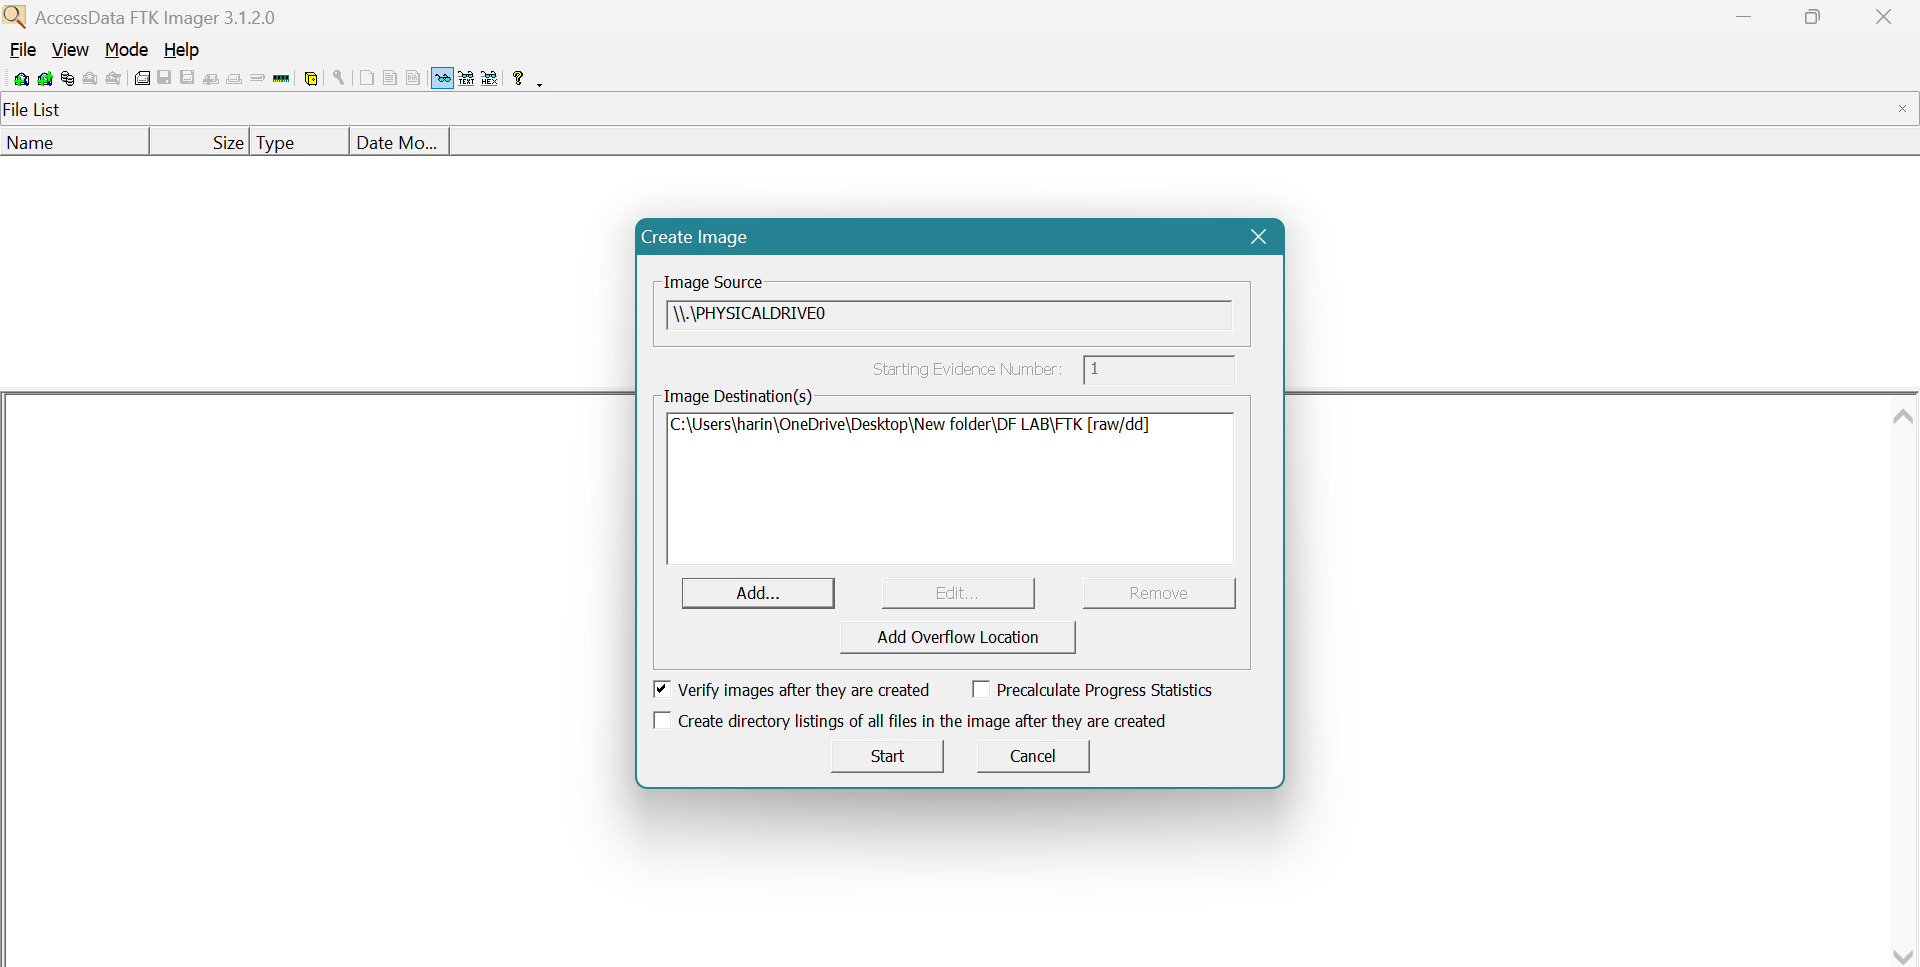 AccessData FTK Imager 3.1.2.0
File View Mode Help
TEXT HEX ?
File List
Name Size Type Date Mo...
Create Image
Image Source
\\.\PHYSICALDRIVE0
Starting Evidence Number: 1
Image Destination(s)
C:\Users\harin\OneDrive\Desktop\New folder\DF LAB\FTK [raw/dd]
Add... Edit... Remove
Add Overflow Location
Verify images after they are created Precalculate Progress Statistics
Create directory listings of all files in the image after they are created
Start Cancel